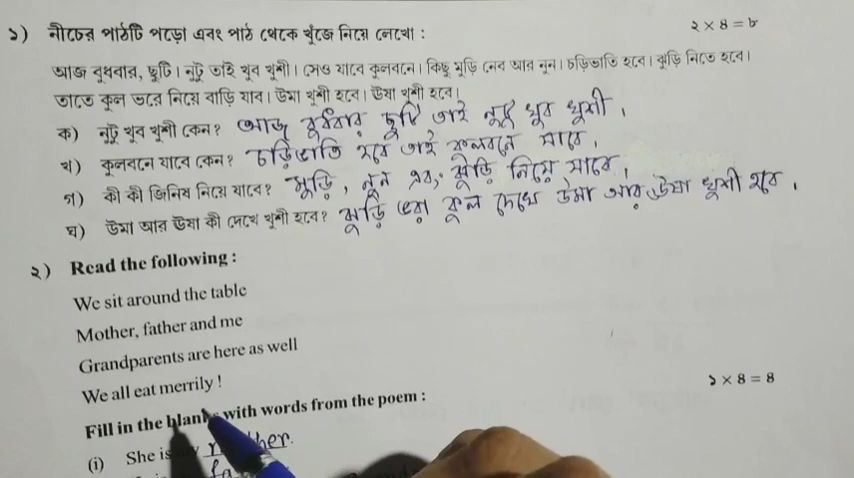 ১) নীচের পাঠটি পড়ো এবং পাঠ থেকে খুঁজে নিয়ে লেখো : ২ × ৪ = ৮
আজ বুধবার, ছুটি। নুটু তাই খুব খুশী। সেও যাবে কুলবনে। কিছু মুড়ি নেব আর নুন। চড়িভাতি হবে। ঝুড়ি নিতে হবে।
তাতে কুল ভরে নিয়ে বাড়ি যাব। উমা খুশী হবে। ঊষা খুশী হবে।
ক) নুটু খুব খুশী কেন? আজ বুধবার ছুটি তাই নুটু খুব খুশী।
খ) কুলবনে যাবে কেন? চড়িভাতি হবে তাই কুলবনে যাবে।
গ) কী কী জিনিষ নিয়ে যাবে? মুড়ি, নুন এবং ঝুড়ি নিয়ে যাবে।
ঘ) উমা আর ঊষা কী দেখে খুশী হবে? ঝুড়ি ভরা কুল দেখে উমা আর ঊষা খুশী হবে।
২) Read the following :
We sit around the table
Mother, father and me
Grandparents are here as well
We all eat merrily !
১ × ৪ = ৪
Fill in the blanks with words from the poem :
(i) She is